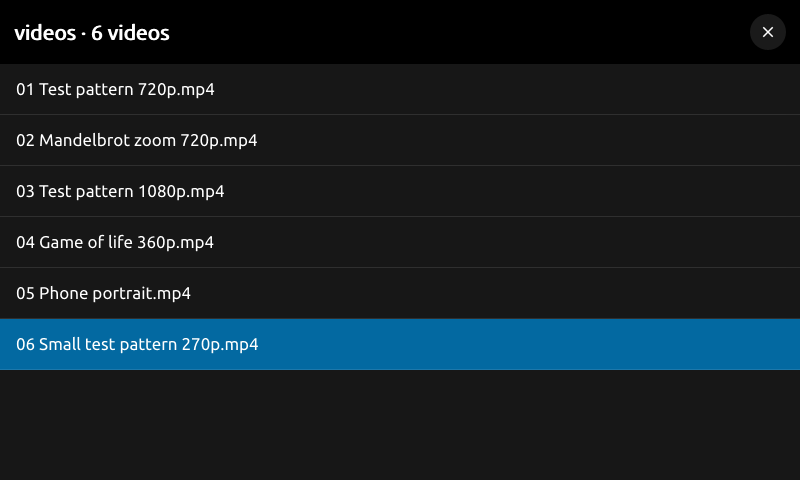 videos · 6 videos
01 Test pattern 720p.mp4
02 Mandelbrot zoom 720p.mp4
03 Test pattern 1080p.mp4
04 Game of life 360p.mp4
05 Phone portrait.mp4
06 Small test pattern 270p.mp4